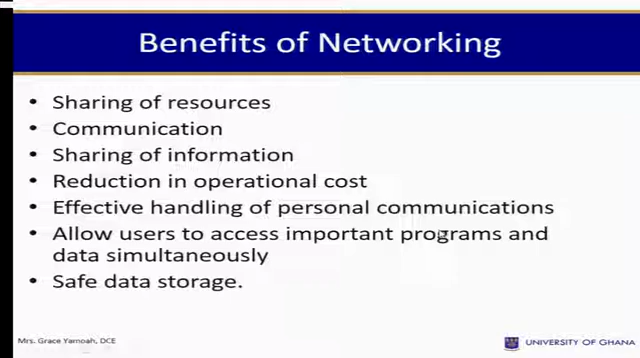 Benefits of Networking
• Sharing of resources
• Communication
• Sharing of information
• Reduction in operational cost
• Effective handling of personal communications
• Allow users to access important programs and
data simultaneously
• Safe data storage.
Mrs. Grace Yamoah, DCE
UNIVERSITY OF GHANA